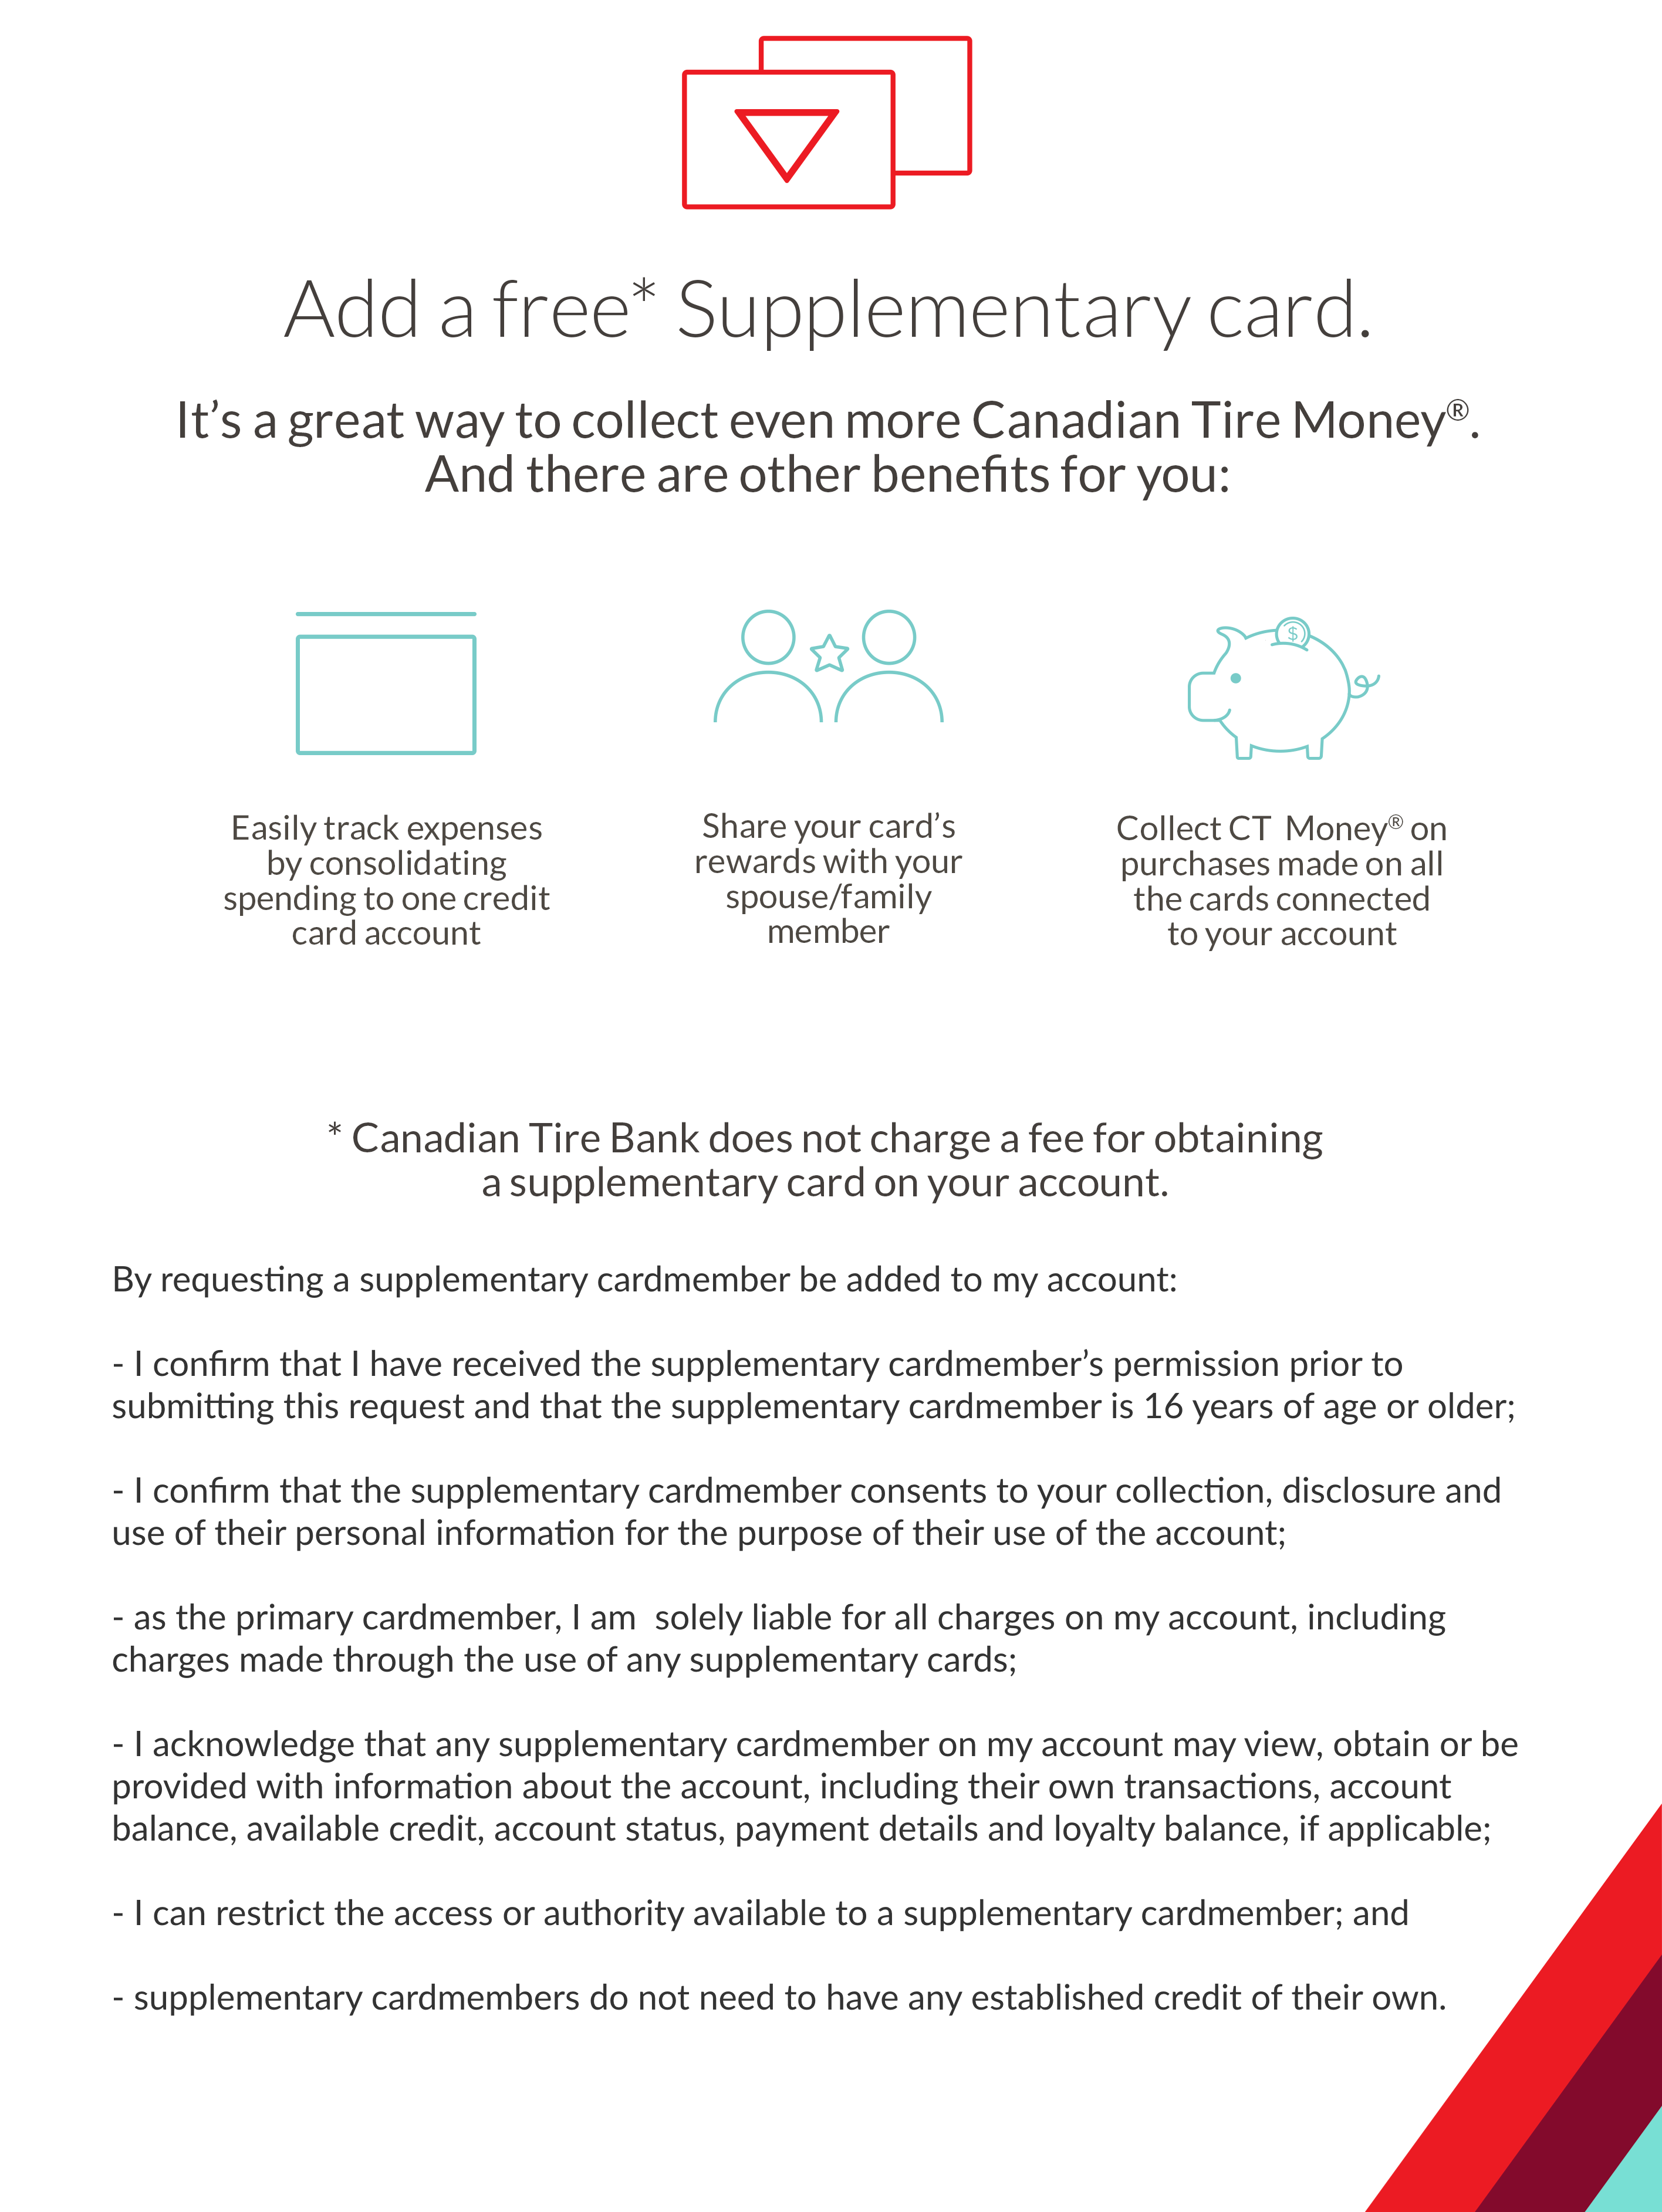 Add a free* Supplementary card.
It’s a great way to collect even more Canadian Tire Money®.
And there are other benefits for you:
Easily track expenses
by consolidating
spending to one credit
card account
Share your card’s
rewards with your
spouse/family
member
$
Collect CT Money® on
purchases made on all
the cards connected
to your account
* Canadian Tire Bank does not charge a fee for obtaining
a supplementary card on your account.
By requesting a supplementary cardmember be added to my account:
- I confirm that I have received the supplementary cardmember’s permission prior to
submitting this request and that the supplementary cardmember is 16 years of age or older;
- I confirm that the supplementary cardmember consents to your collection, disclosure and
use of their personal information for the purpose of their use of the account;
- as the primary cardmember, I am solely liable for all charges on my account, including
charges made through the use of any supplementary cards;
- I acknowledge that any supplementary cardmember on my account may view, obtain or be
provided with information about the account, including their own transactions, account
balance, available credit, account status, payment details and loyalty balance, if applicable;
- I can restrict the access or authority available to a supplementary cardmember; and
- supplementary cardmembers do not need to have any established credit of their own.